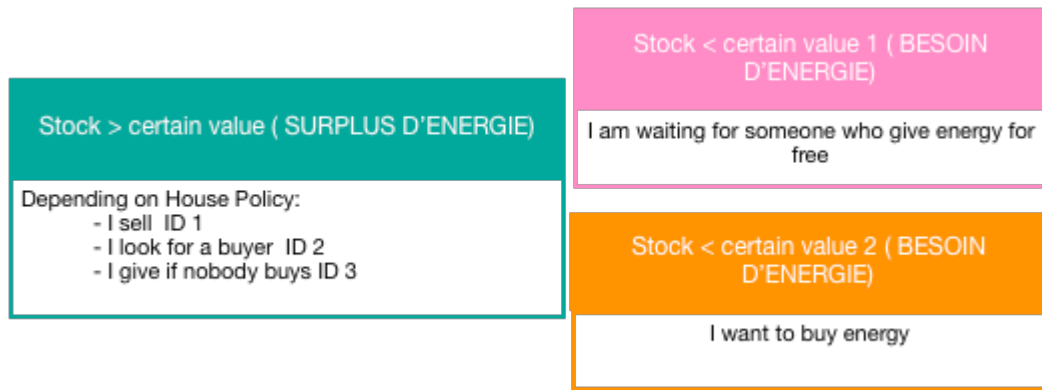 Stock > certain value ( SURPLUS D’ENERGIE)
Depending on House Policy:
- I sell ID 1
- I look for a buyer ID 2
- I give if nobody buys ID 3
Stock < certain value 1 ( BESOIN
D’ENERGIE)
I am waiting for someone who give energy for
free
Stock < certain value 2 ( BESOIN
D’ENERGIE)
I want to buy energy